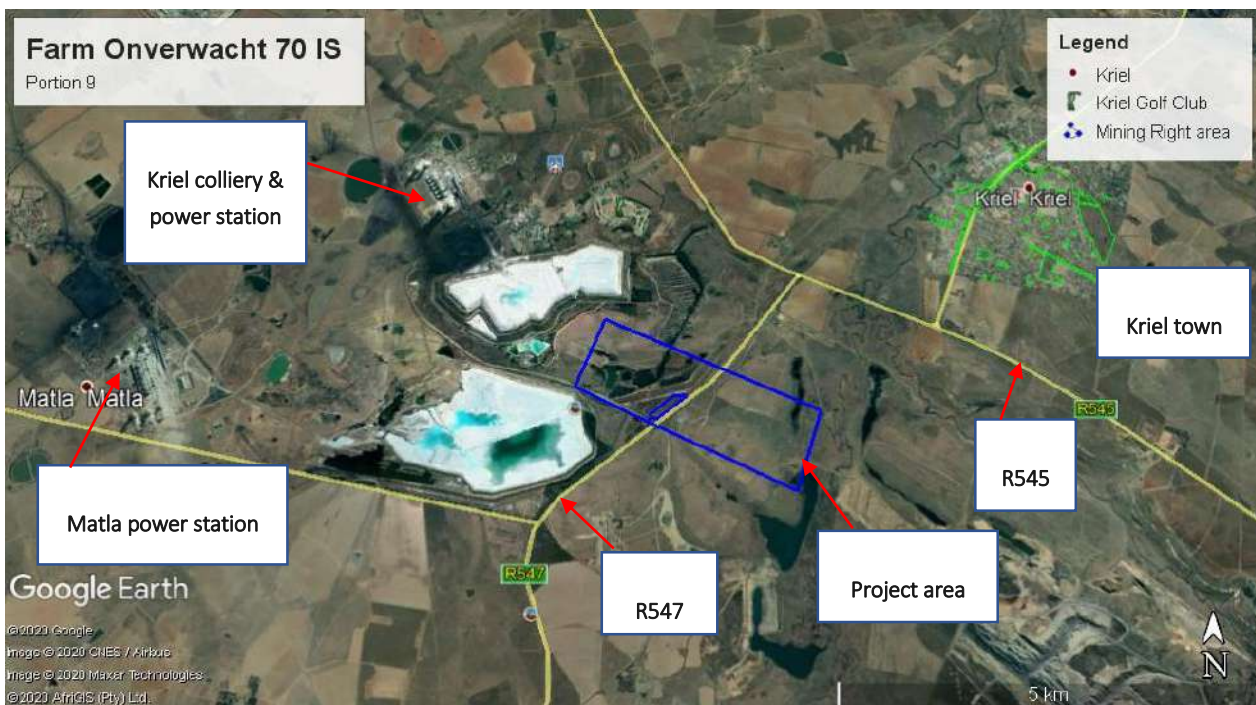 Farm Onverwacht 70 IS
Portion 9
Legend
Kriel
Kriel Golf Club
Mining Right area
Kriel colliery &
power station
Kriel Kriel
Kriel town
Matla Matla
R545
R545
Matla power station
R547
R547
Project area
Google Earth
© 2020 Google
Image © 2020 CNES / Airbus
Image © 2020 Maxar Technologies
© 2020 AfriGIS (Pty) Ltd.
N
5 km